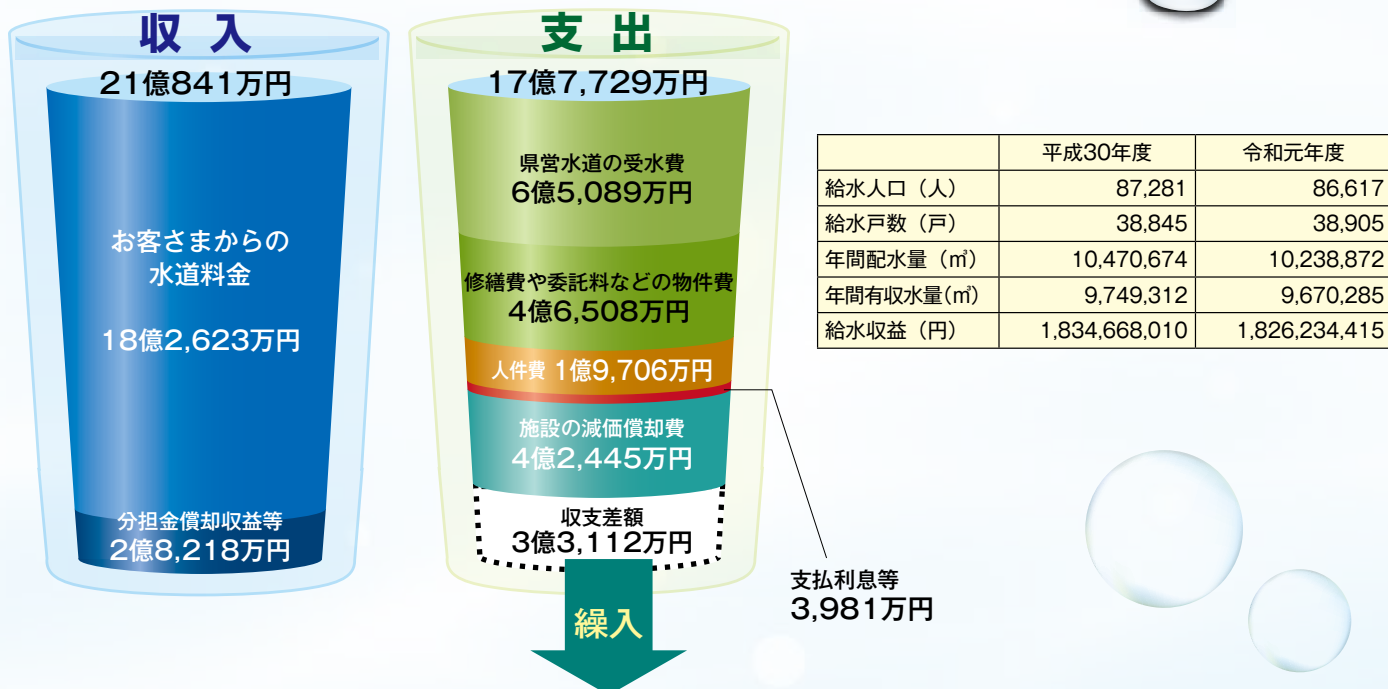 収入
21億841万円
お客さまからの
水道料金
18億2,623万円
分担金償却収益等
2億8,218万円
支出
17億7,729万円
県営水道の受水費
6億5,089万円
修繕費や委託料などの物件費
4億6,508万円
人件費 1億9,706万円
施設の減価償却費
4億2,445万円
収支差額
3億3,112万円
繰入
支払利息等
3,981万円
平成30年度 令和元年度
給水人口（人） 87,281 86,617
給水戸数（戸） 38,845 38,905
年間配水量（㎥） 10,470,674 10,238,872
年間有収水量(㎥) 9,749,312 9,670,285
給水収益（円） 1,834,668,010 1,826,234,415